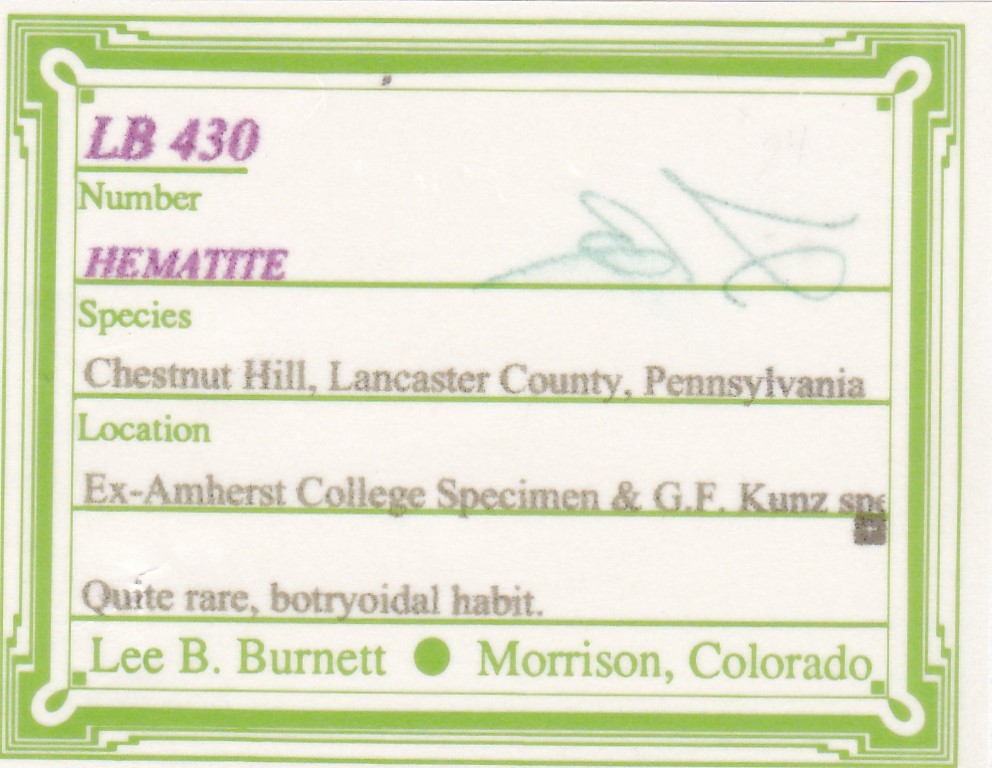 LB 430
Number
HEMATITE
Species
Chestnut Hill, Lancaster County, Pennsylvania
Location
Ex-Amherst College Specimen & G.F. Kunz spe
Quite rare, botryoidal habit.
Lee B. Burnett ● Morrison, Colorado